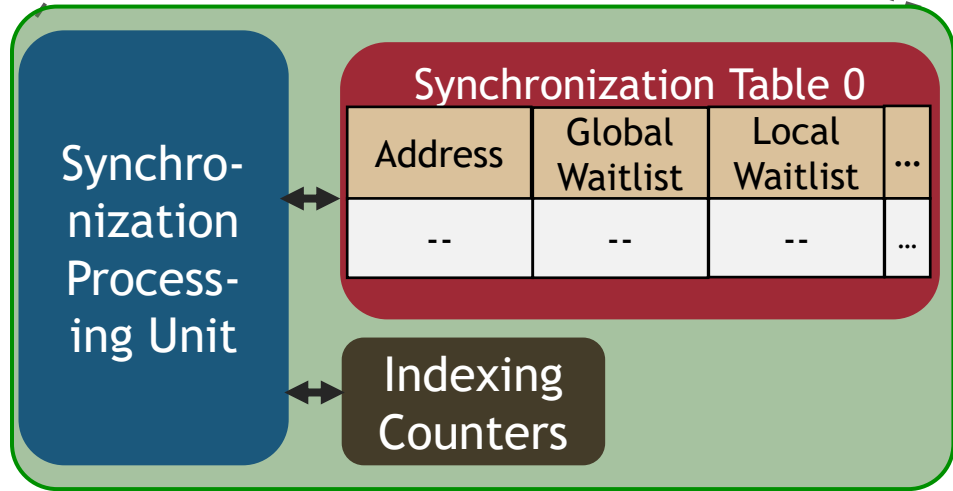 Synchro-
nization
Process-
ing Unit
Synchronization Table 0
Address
Global
Waitlist
Local
Waitlist
...
--
--
--
...
Indexing
Counters